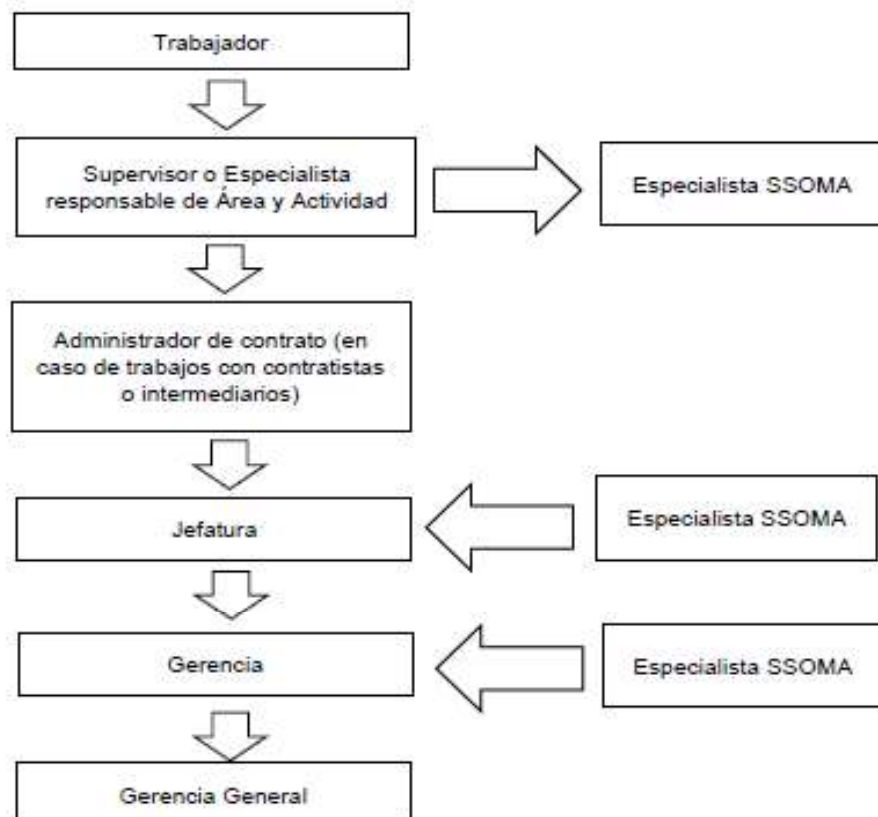 Trabajador
Supervisor o Especialista
responsable de Área y Actividad
Especialista SSOMA
Administrador de contrato (en
caso de trabajos con contratistas
o intermediarios)
Jefatura
Especialista SSOMA
Gerencia
Especialista SSOMA
Gerencia General